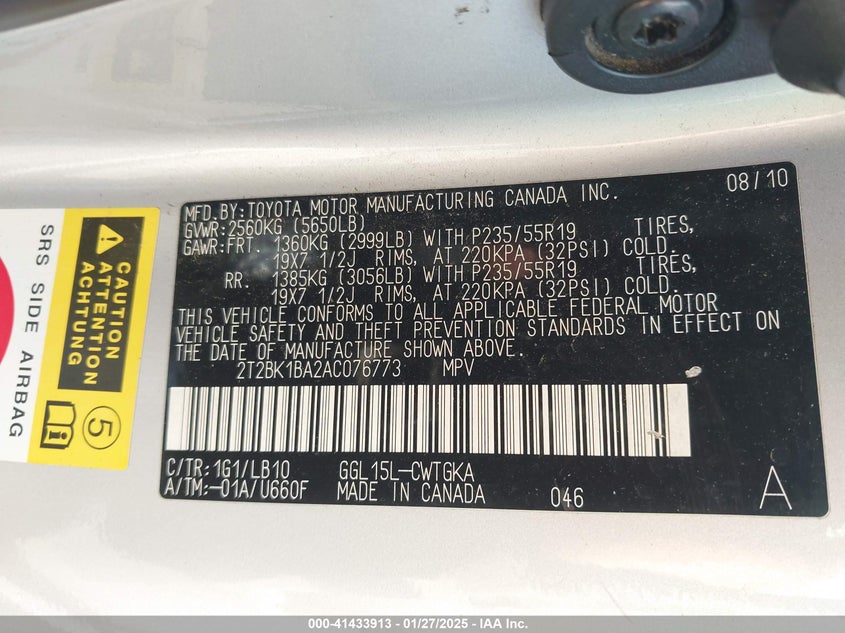 08/10
MFD.BY:TOYOTA MOTOR MANUFACTURING CANADA INC.
GVWR:2560KG (5650LB)
GAWR:FRT. 1360KG (2999LB) WITH P235/55R19 TIRES,
19X7 1/2J RIMS, AT 220KPA (32PSI) COLD.
RR. 1385KG (3056LB) WITH P235/55R19 TIRES,
19X7 1/2J RIMS, AT 220KPA (32PSI) COLD.
THIS VEHICLE CONFORMS TO ALL APPLICABLE FEDERAL MOTOR
VEHICLE SAFETY AND THEFT PREVENTION STANDARDS IN EFFECT ON
THE DATE OF MANUFACTURE SHOWN ABOVE.
2T2BK1BA2AC076773 MPV
C/TR:1G1/LB10 GGL15L-CWTGKA
A/TM:-01A/U660F MADE IN CANADA 046 A
SRS SIDE AIRBAG
CAUTION
ATTENTION
ACHTUNG
5
i
000-41433913 - 01/27/2025 - IAA Inc.